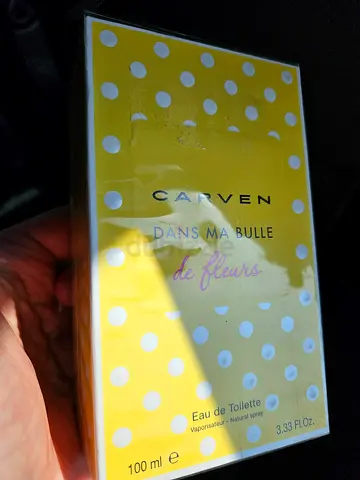 CARVEN
DANS MA BULLE
de fleurs
Eau de Toilette
Vaporisateur - Natural spray
100 ml e 3.33 Fl.Oz.